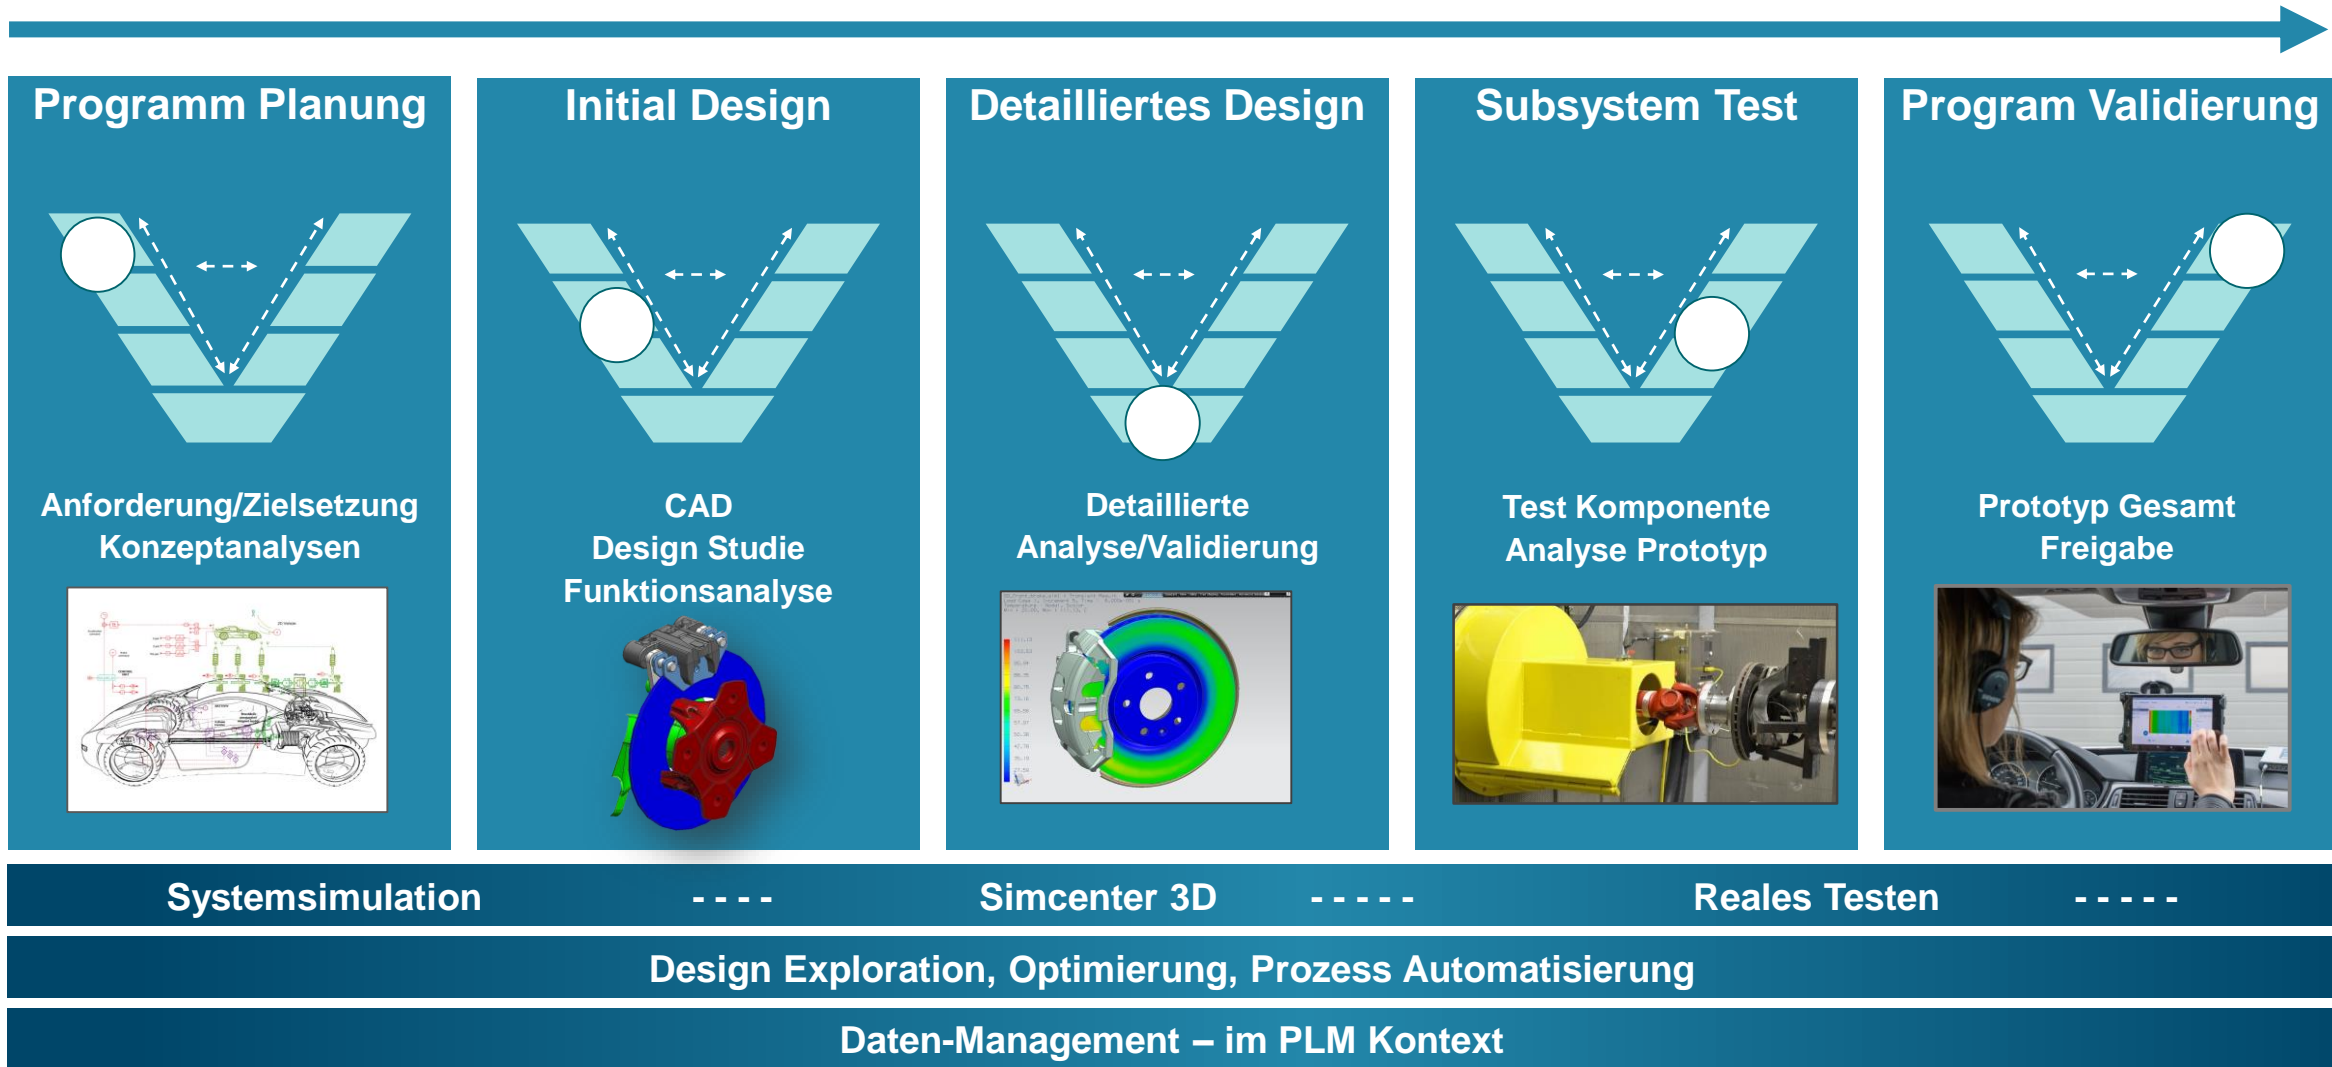 Programm Planung
Initial Design
Detailliertes Design
Subsystem Test
Program Validierung
Anforderung/Zielsetzung
Konzeptanalysen
CAD
Design Studie
Funktionsanalyse
Detaillierte
Analyse/Validierung
Test Komponente
Analyse Prototyp
Prototyp Gesamt
Freigabe
Systemsimulation - - - - Simcenter 3D - - - - - Reales Testen - - - - -
Design Exploration, Optimierung, Prozess Automatisierung
Daten-Management – im PLM Kontext